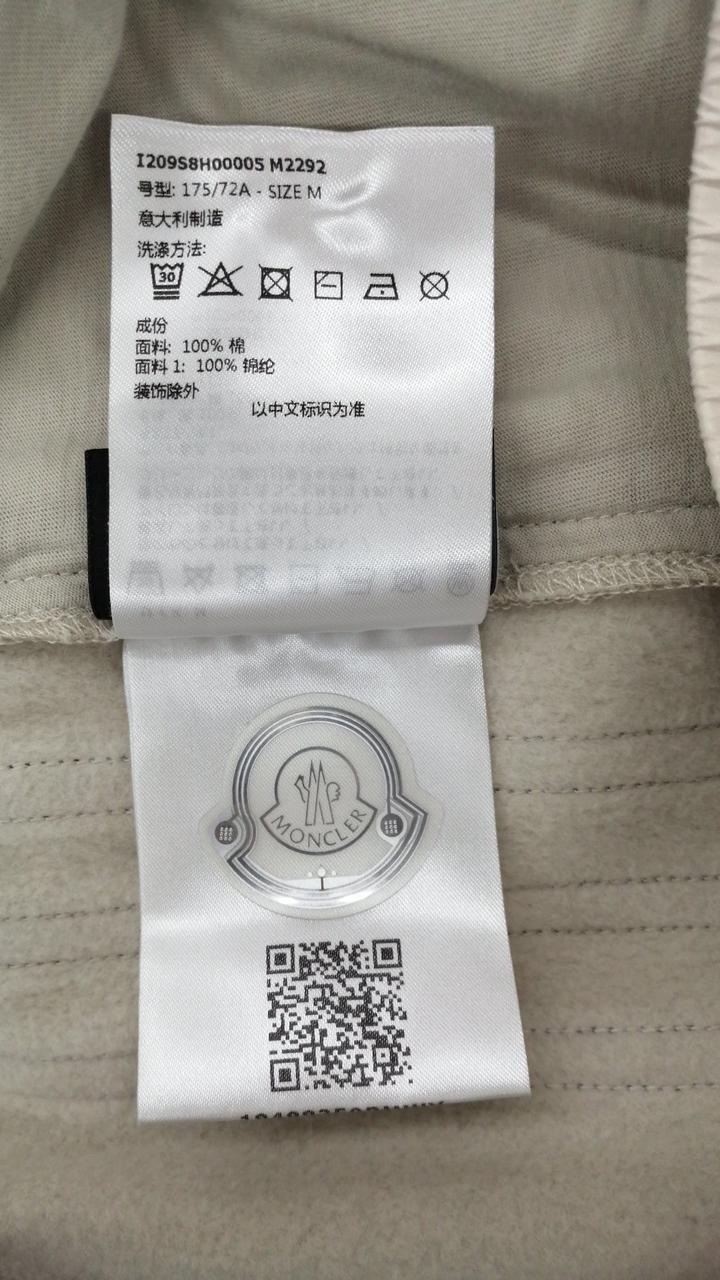 I209S8H00005 M2292
号型: 175/72A - SIZE M
意大利制造
洗涤方法:
30
成份
面料: 100% 棉
面料 1: 100% 锦纶
装饰除外
以中文标识为准
MONCLER